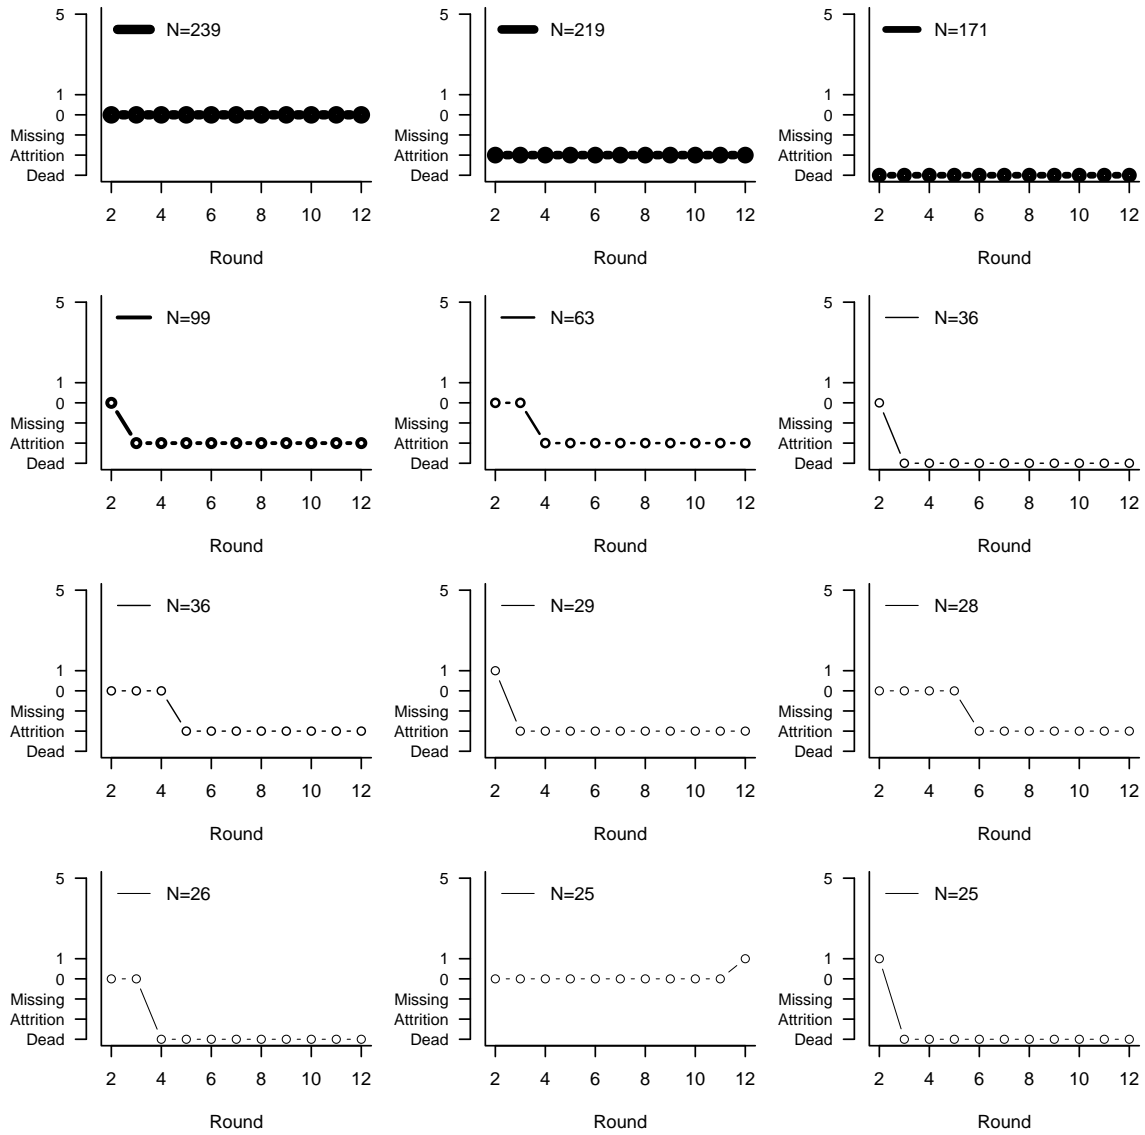 5 N=239
1
0
Missing
Attrition
Dead
2 4 6 8 10 12
Round
5 N=219
1
0
Missing
Attrition
Dead
2 4 6 8 10 12
Round
5 N=171
1
0
Missing
Attrition
Dead
2 4 6 8 10 12
Round
5 N=99
1
0
Missing
Attrition
Dead
2 4 6 8 10 12
Round
5 N=63
1
0
Missing
Attrition
Dead
2 4 6 8 10 12
Round
5 N=36
1
0
Missing
Attrition
Dead
2 4 6 8 10 12
Round
5 N=36
1
0
Missing
Attrition
Dead
2 4 6 8 10 12
Round
5 N=29
1
0
Missing
Attrition
Dead
2 4 6 8 10 12
Round
5 N=28
1
0
Missing
Attrition
Dead
2 4 6 8 10 12
Round
5 N=26
1
0
Missing
Attrition
Dead
2 4 6 8 10 12
Round
5 N=25
1
0
Missing
Attrition
Dead
2 4 6 8 10 12
Round
5 N=25
1
0
Missing
Attrition
Dead
2 4 6 8 10 12
Round